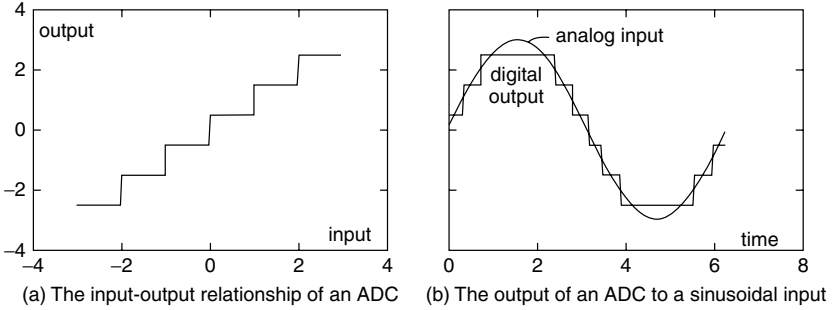 4
output
2
0
−2
input
−4
−4 −2 0 2 4
(a) The input-output relationship of an ADC
analog input
digital
output
time
0 2 4 6 8
(b) The output of an ADC to a sinusoidal input